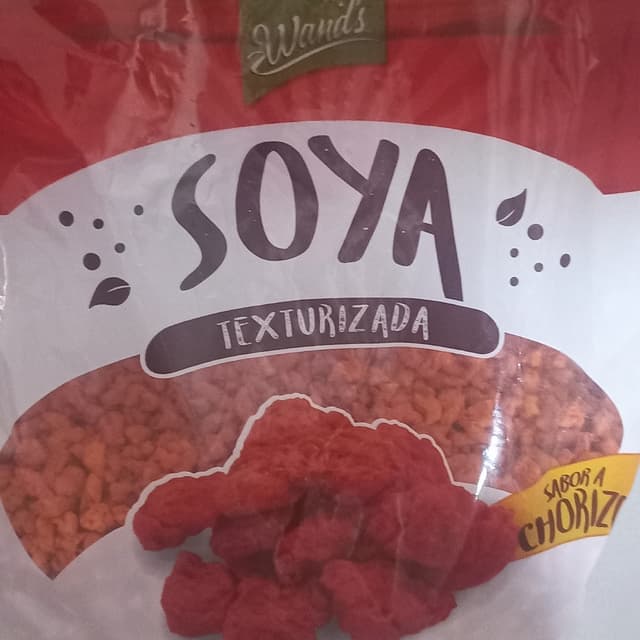 Wand's
SOYA
TEXTURIZADA
SABOR A
CHORIZ